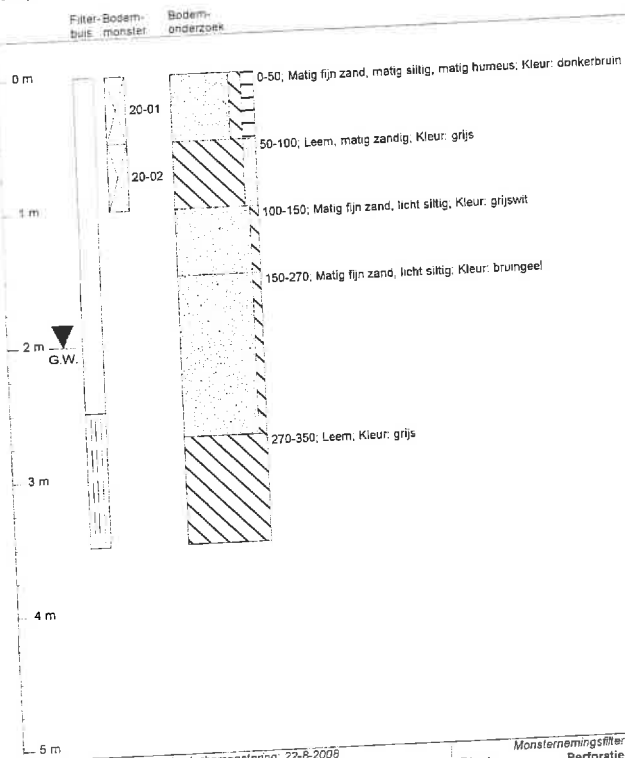 Filter- Bodem- Bodem-
buis monster onderzoek
0 m
0-50; Matig fijn zand, matig siltig, matig humeus; Kleur: donkerbruin
20-01
50-100; Leem, matig zandig, Kleur: grijs
20-02
1 m
100-150; Matig fijn zand, licht siltig; Kleur: grijswit
150-270; Matig fijn zand, licht siltig; Kleur: bruingeel
2 m
G.W.
270-350; Leem; Kleur: grijs
3 m
4 m
5 m
22-8-2008
Monsternemingsfilter
Perforatie